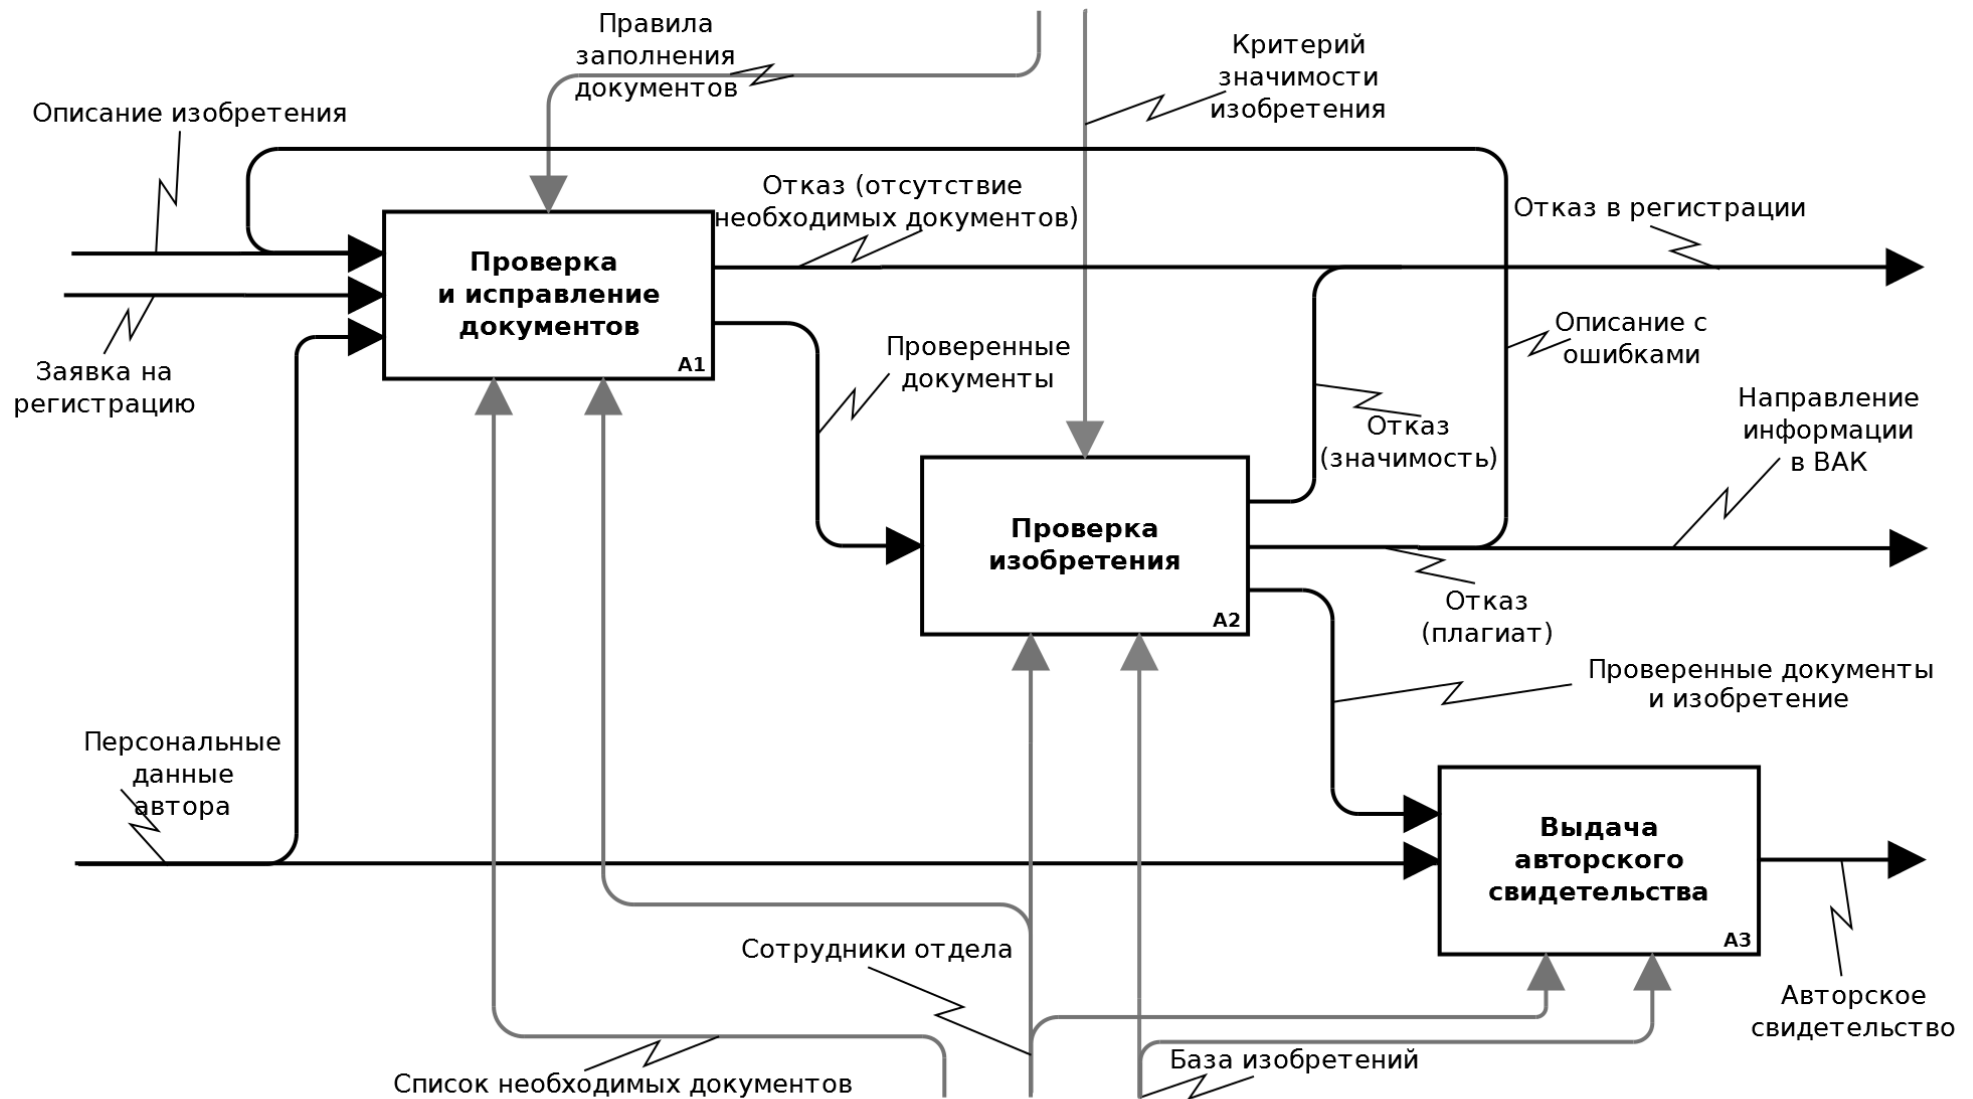 Правила
заполнения
документов
Критерий
значимости
изобретения
Описание изобретения
Отказ (отсутствие
необходимых документов)
Отказ в регистрации
Проверка
и исправление
документов
A1
Заявка на
регистрацию
Проверенные
документы
Описание с
ошибками
Отказ
(значимость)
Направление
информации
в ВАК
Проверка
изобретения
A2
Отказ
(плагиат)
Проверенные документы
и изобретение
Персональные
данные
автора
Выдача
авторского
свидетельства
A3
Сотрудники отдела
Авторское
свидетельство
База изобретений
Список необходимых документов